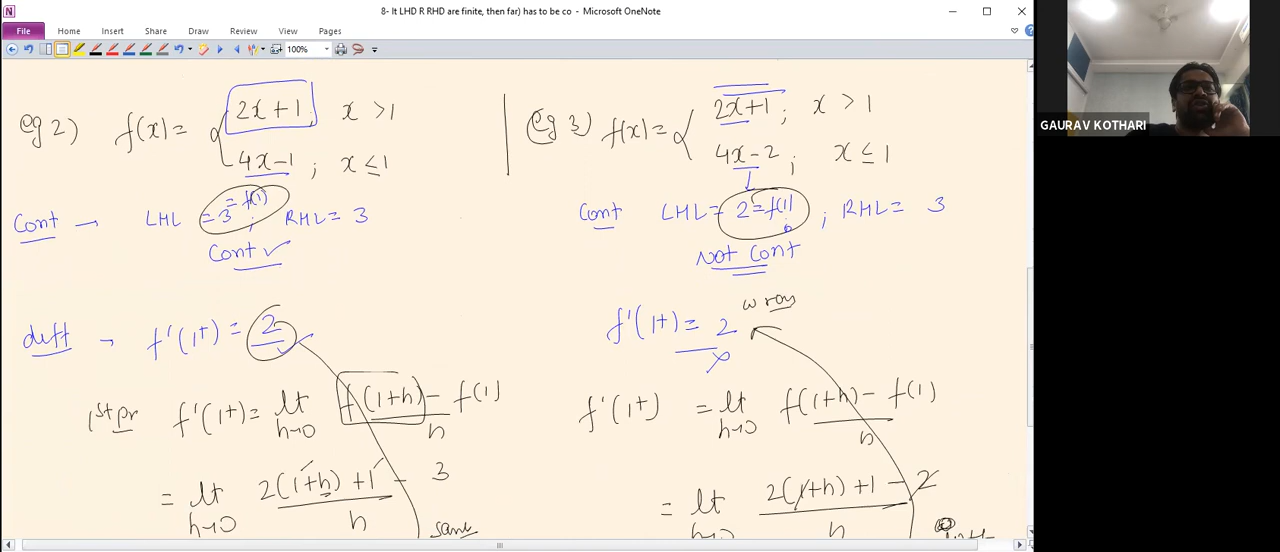 8- It LHD R RHD are finite, then far) has to be co - Microsoft OneNote
File Home Insert Share Draw Review View Pages
100%
GAURAV KOTHARI
eg 2) f(x) = { 2x + 1, x > 1
4x-1 ; x ≤ 1
Cont → LHL = 3 = f(1) ; RHL = 3
Cont ✓
diff → f'(1+) = 2
1st pr f'(1+) = lt h→0 f(1+h) - f(1) / h
= lt h→0 2(1+h) + 1 - 3 / h
same
eg 3) f(x) = { 2x+1 ; x > 1
4x-2 ; x ≤ 1
Cont LHL = 2 = f(1) ; RHL = 3
Not Cont
f'(1+) = 2 wrong
f'(1+) = lt h→0 f(1+h) - f(1) / h
= lt h→0 2(1+h) + 1 - 2 / h